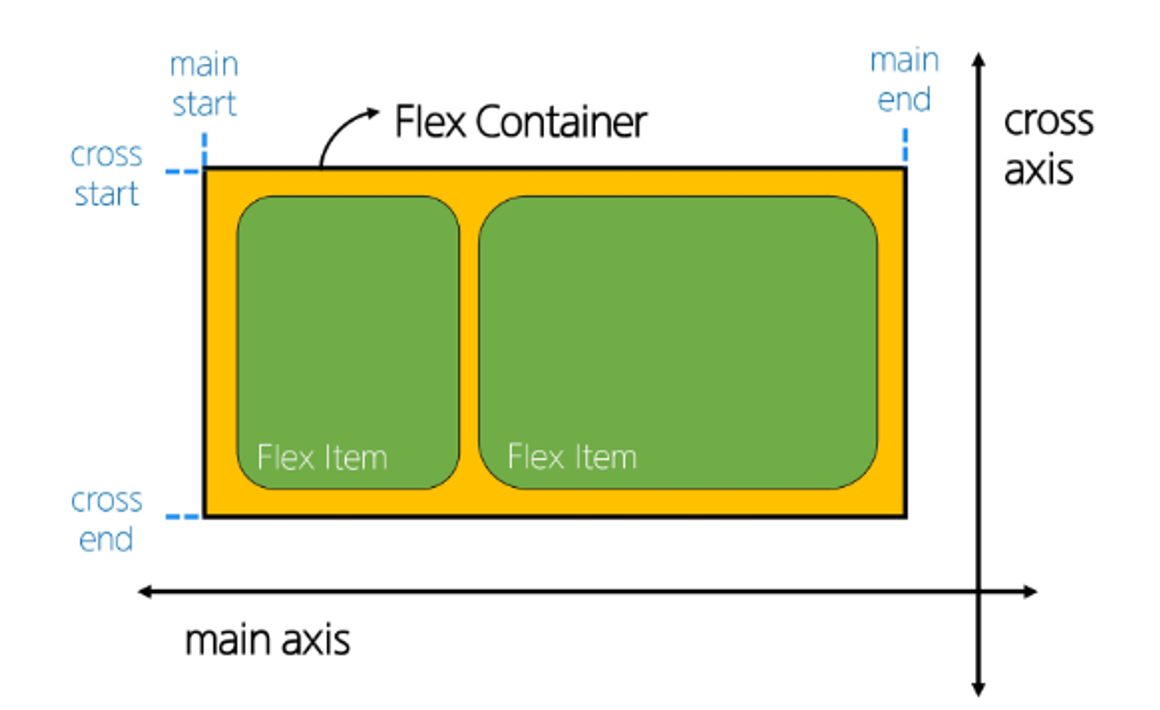 main
start
main
end
Flex Container
cross
axis
cross
start
Flex Item
Flex Item
cross
end
main axis